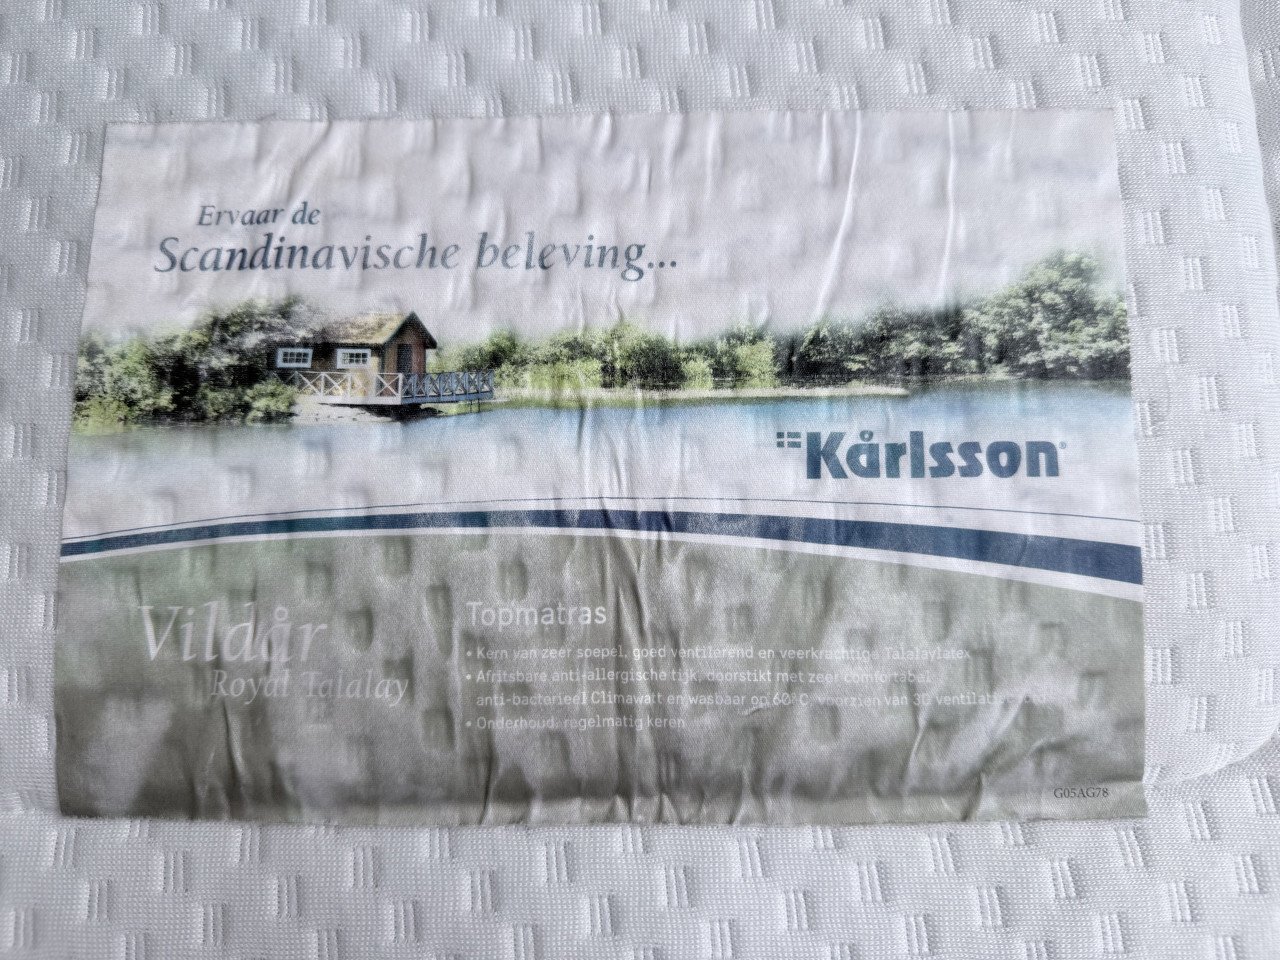 Ervaar de
Scandinavische beleving...
Kårlsson®
Vildår
Royal Talalay
Topmatras
• Kern van zeer soepel, goed ventilerend en veerkrachtige Talalaylatex
• Afritsbare anti-allergische tijk, doorstikt met zeer comfortabel
anti-bacterieel Climawatt en wasbaar op 60° C, voorzien van 3D
• Onderhoud: regelmatig keren
G05AG78